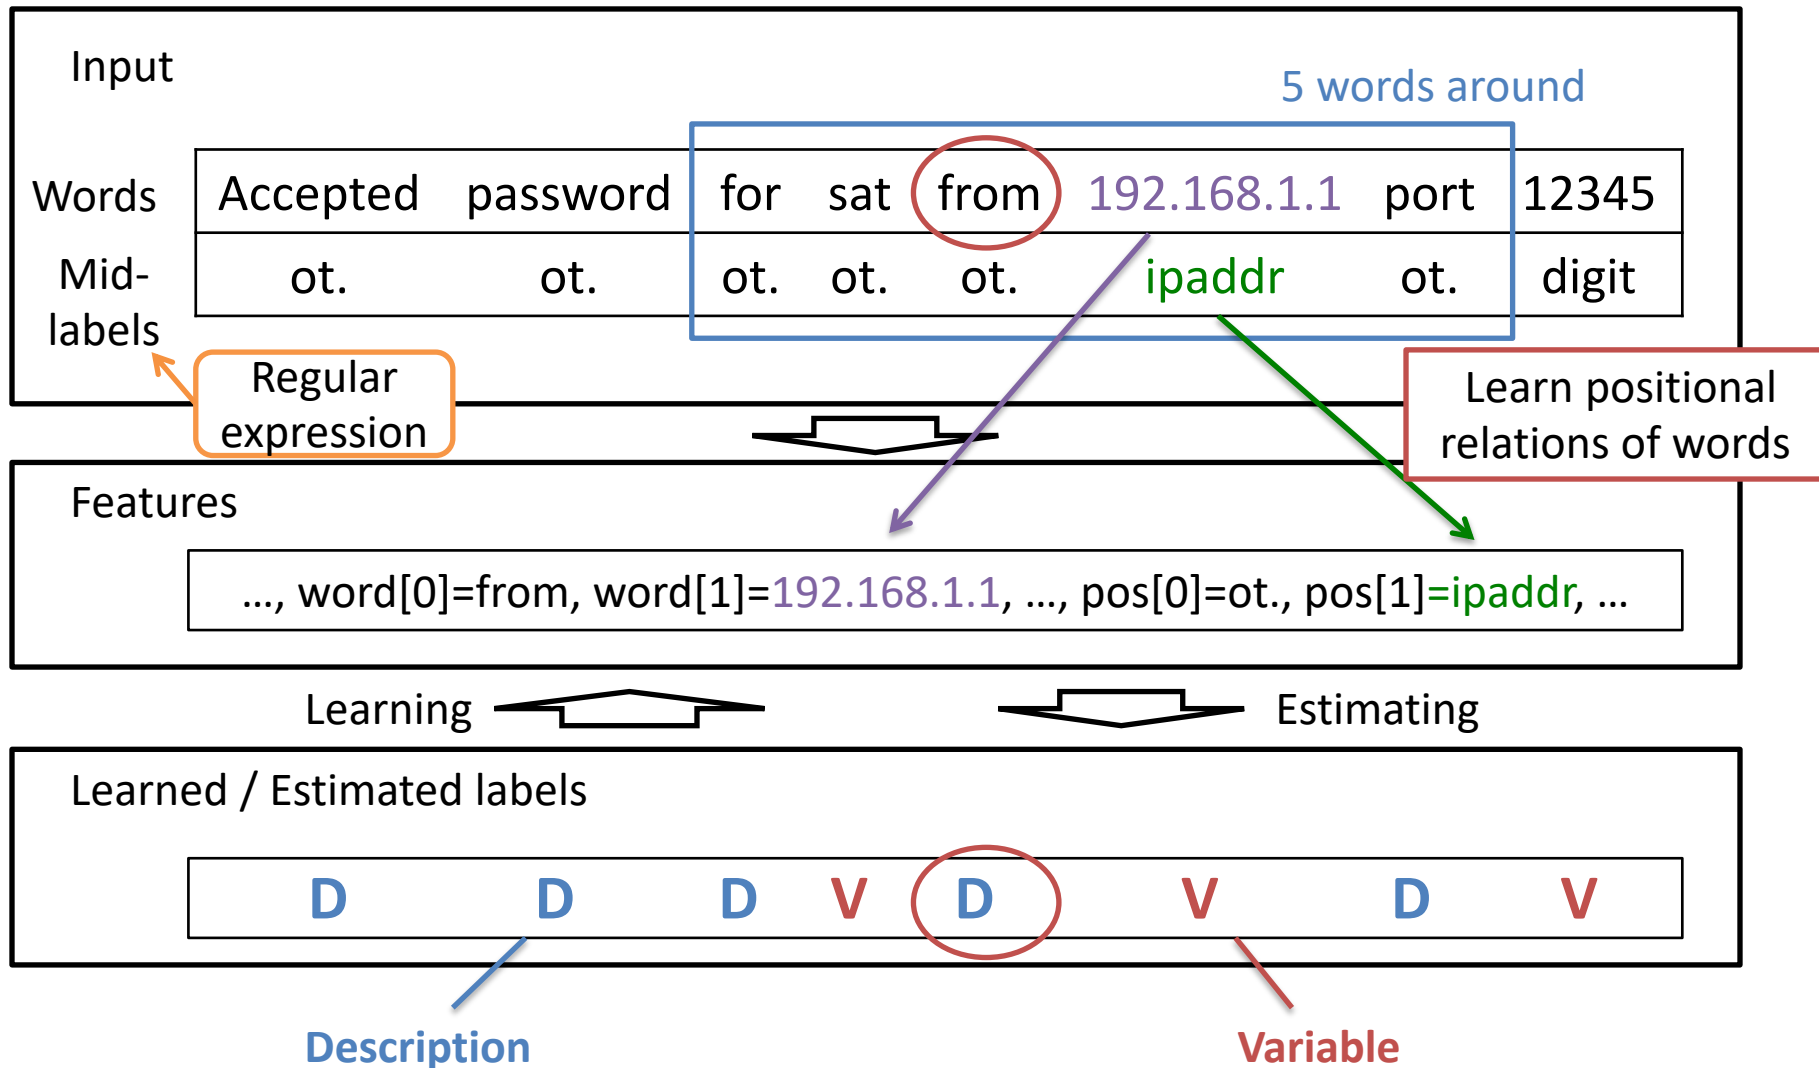 Input
5 words around
Words Accepted password for sat from 192.168.1.1 port 12345
Mid-
labels
ot. ot. ot. ot. ot. ipaddr ot. digit
Regular
expression
Learn positional
relations of words
Features
..., word[0]=from, word[1]=192.168.1.1, ..., pos[0]=ot., pos[1]=ipaddr, ...
Learning Estimating
Learned / Estimated labels
D D D V D V D V
Description Variable